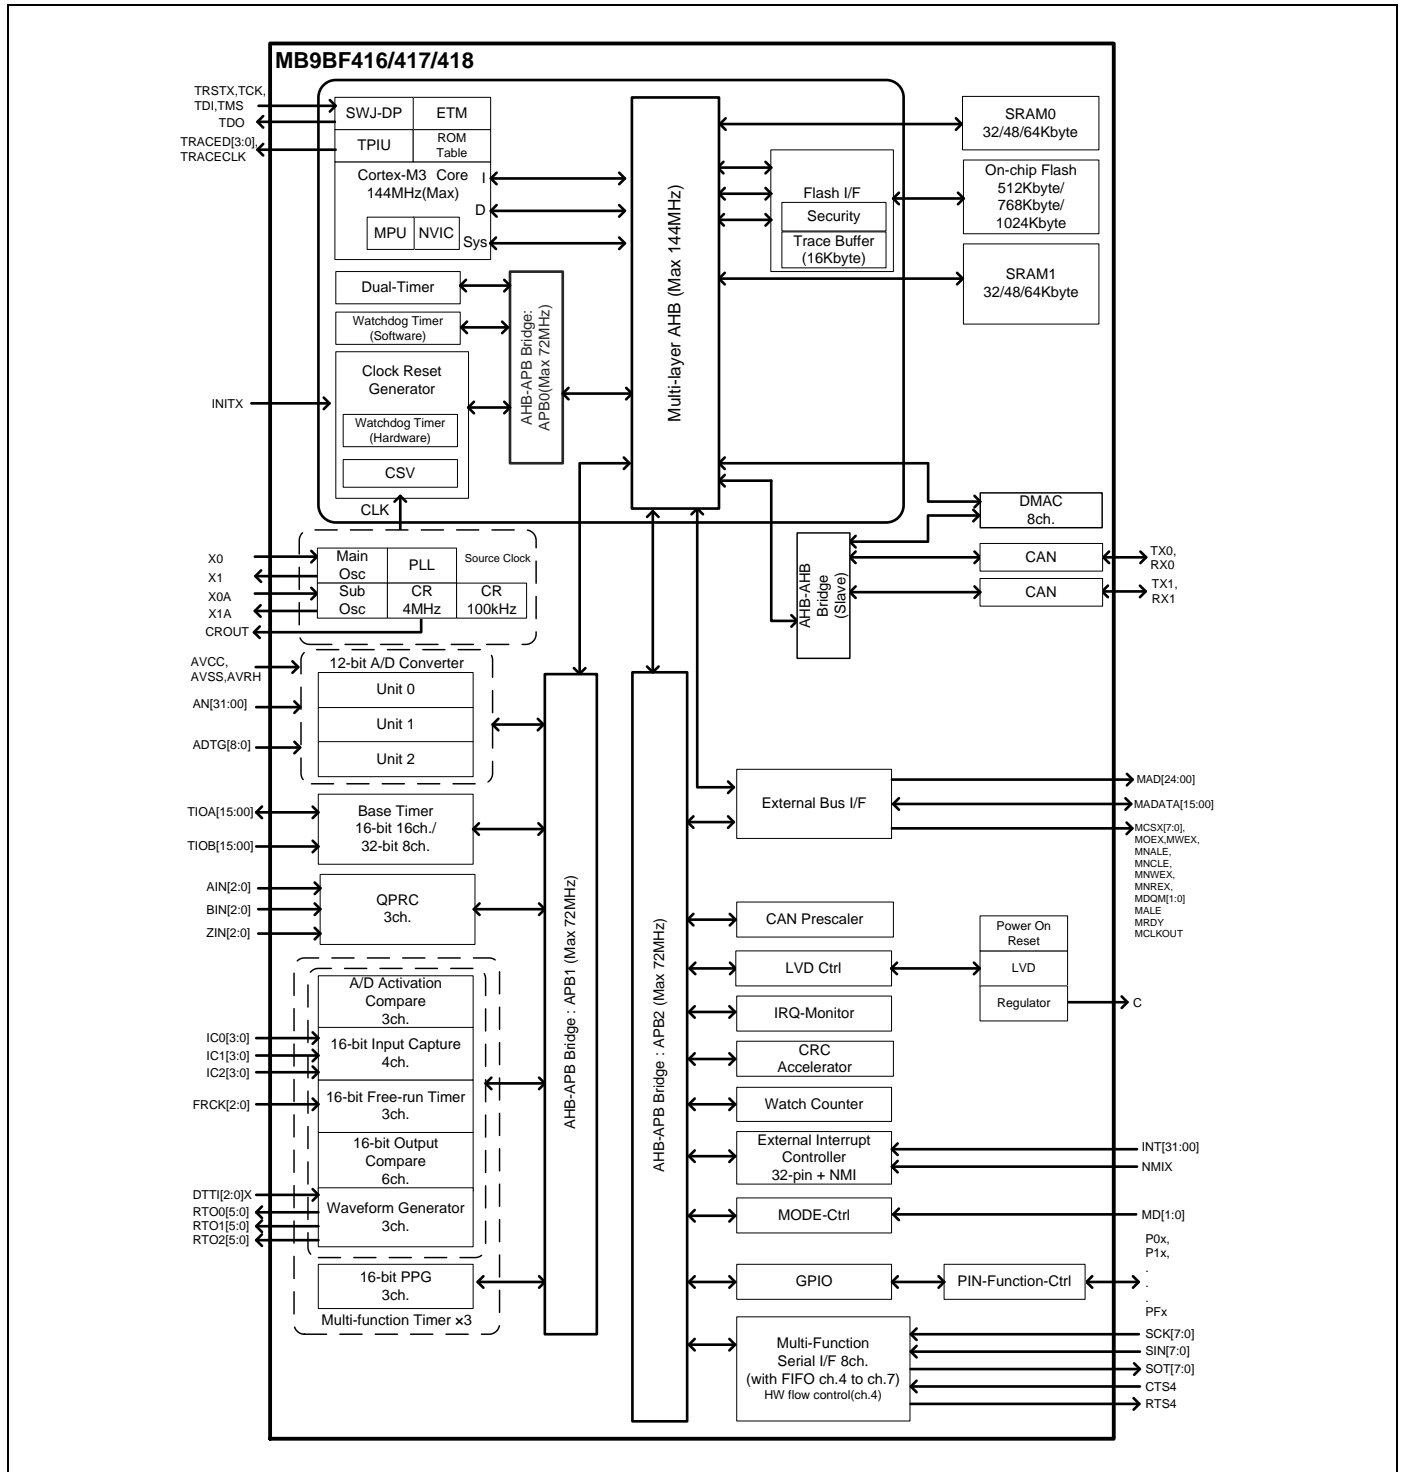 MB9BF416/417/418
TRSTX,TCK,
TDI,TMS
TDO
TRACED[3:0],
TRACECLK
SWJ-DP
ETM
TPIU
ROM
Table
Cortex-M3 Core
144MHz(Max)
I
D
Sys
MPU
NVIC
Dual-Timer
Watchdog Timer
(Software)
Clock Reset
Generator
Watchdog Timer
(Hardware)
CSV
INITX
CLK
AHB-APB Bridge:
APB0(Max 72MHz)
Multi-layer AHB (Max 144MHz)
Flash I/F
Security
Trace Buffer
(16Kbyte)
SRAM0
32/48/64Kbyte
On-chip Flash
512Kbyte/
768Kbyte/
1024Kbyte
SRAM1
32/48/64Kbyte
DMAC
8ch.
CAN
TX0,
RX0
CAN
TX1,
RX1
AHB-AHB
Bridge
(Slave)
X0
X1
X0A
X1A
CROUT
Main
Osc
PLL
Source Clock
Sub
Osc
CR
4MHz
CR
100kHz
AVCC,
AVSS,AVRH
AN[31:00]
ADTG[8:0]
12-bit A/D Converter
Unit 0
Unit 1
Unit 2
TIOA[15:00]
TIOB[15:00]
Base Timer
16-bit 16ch./
32-bit 8ch.
AIN[2:0]
BIN[2:0]
ZIN[2:0]
QPRC
3ch.
A/D Activation
Compare
3ch.
IC0[3:0]
IC1[3:0]
IC2[3:0]
16-bit Input Capture
4ch.
FRCK[2:0]
16-bit Free-run Timer
3ch.
16-bit Output
Compare
6ch.
DTTI[2:0]X
RTO0[5:0]
RTO1[5:0]
RTO2[5:0]
Waveform Generator
3ch.
16-bit PPG
3ch.
Multi-function Timer ×3
AHB-APB Bridge : APB1 (Max 72MHz)
AHB-APB Bridge : APB2 (Max 72MHz)
External Bus I/F
MAD[24:00]
MADATA[15:00]
MCSX[7:0],
MOEX,MWEX,
MNALE,
MNCLE,
MNWEX,
MNREX,
MDQM[1:0]
MALE
MRDY
MCLKOUT
CAN Prescaler
LVD Ctrl
Power On
Reset
LVD
Regulator
C
IRQ-Monitor
CRC
Accelerator
Watch Counter
External Interrupt
Controller
32-pin + NMI
INT[31:00]
NMIX
MODE-Ctrl
MD[1:0]
GPIO
PIN-Function-Ctrl
P0x,
P1x,
.
.
.
PFx
Multi-Function
Serial I/F 8ch.
(with FIFO ch.4 to ch.7)
HW flow control(ch.4)
SCK[7:0]
SIN[7:0]
SOT[7:0]
CTS4
RTS4